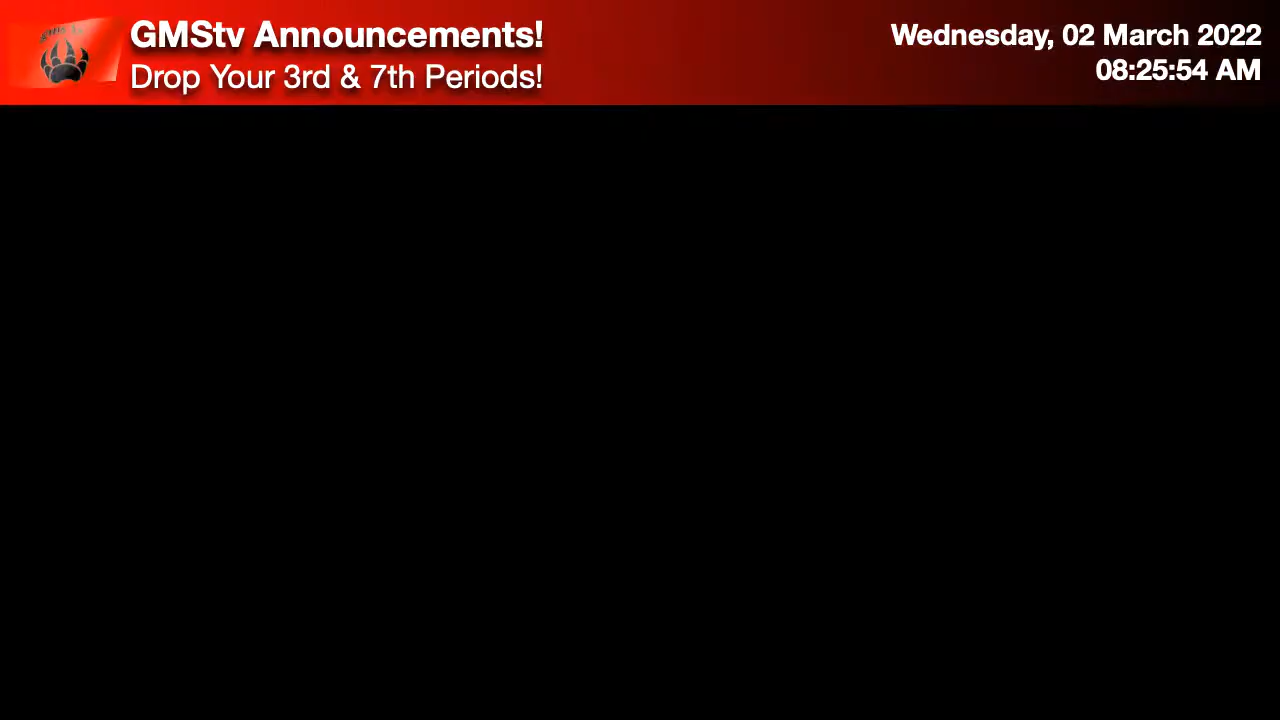 GMStv Announcements!
Drop Your 3rd & 7th Periods!
Wednesday, 02 March 2022
08:25:54 AM